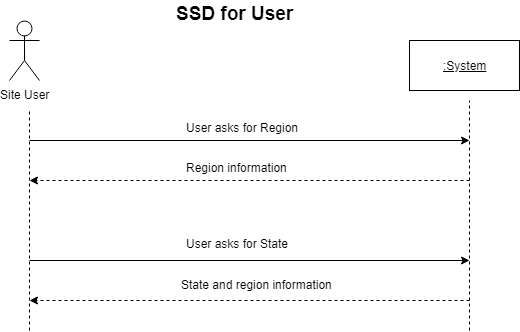 SSD for User
:System
Site User
User asks for Region
Region information
User asks for State
State and region information